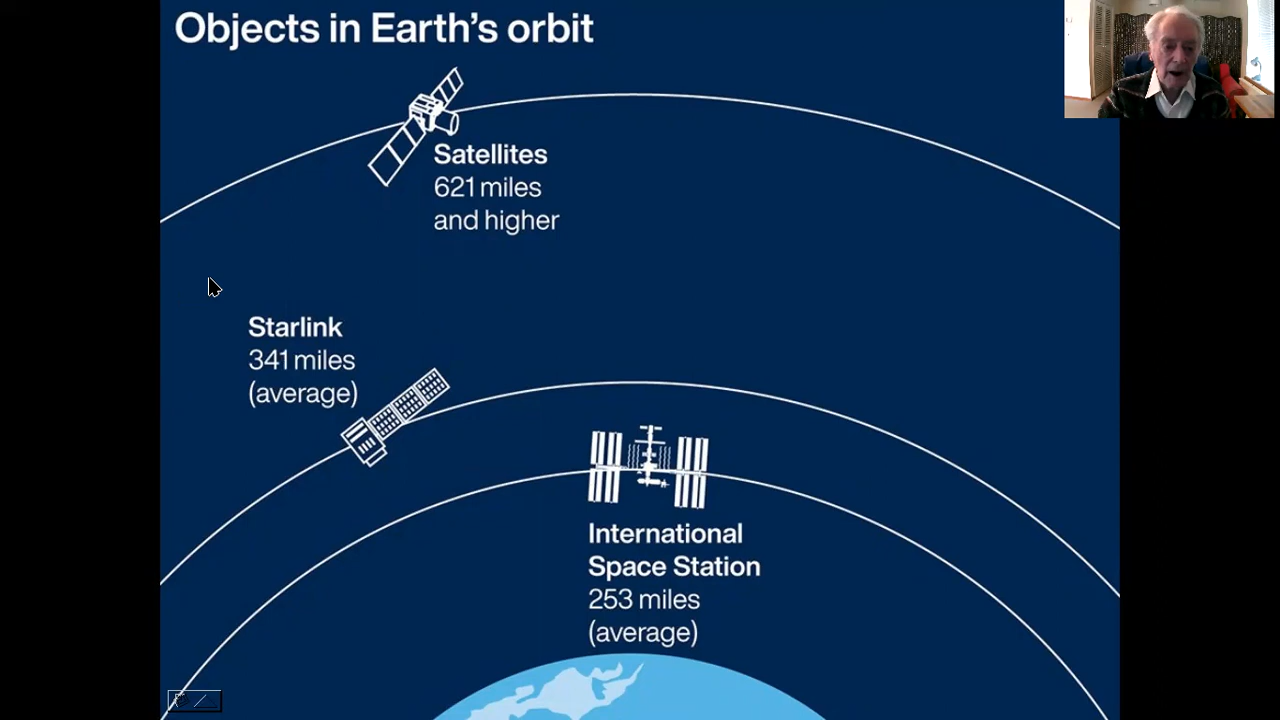 Objects in Earth's orbit
Satellites
621 miles
and higher
Starlink
341 miles
(average)
International
Space Station
253 miles
(average)